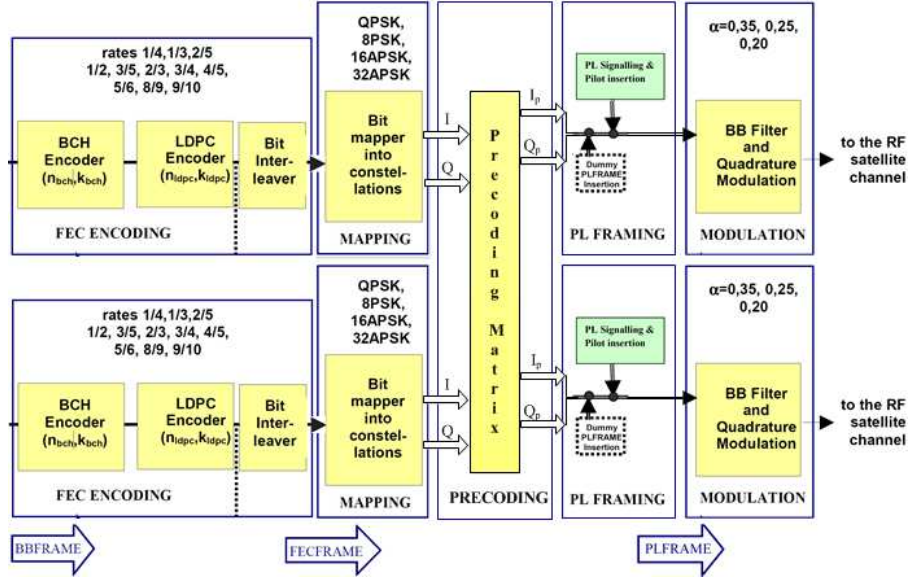 QPSK,
8PSK,
16APSK,
32APSK
α=0,35, 0,25,
0,20
rates 1/4,1/3,2/5
1/2, 3/5, 2/3, 3/4, 4/5,
5/6, 8/9, 9/10
PL Signalling &
Pilot insertion
BCH
Encoder
(nbch,kbch)
LDPC
Encoder
(nldpc,kldpc)
Bit
Inter-
leaver
Bit
mapper
into
constel-
lations
I
Q
Precoding Matrix
Ip
Qp
Dummy
PLFRAME
Insertion
BB Filter
and
Quadrature
Modulation
to the RF
satellite
channel
FEC ENCODING
MAPPING
PL FRAMING
MODULATION
QPSK,
8PSK,
16APSK,
32APSK
α=0,35, 0,25,
0,20
rates 1/4,1/3,2/5
1/2, 3/5, 2/3, 3/4, 4/5,
5/6, 8/9, 9/10
PL Signalling &
Pilot insertion
BCH
Encoder
(nbch,kbch)
LDPC
Encoder
(nldpc,kldpc)
Bit
Inter-
leaver
Bit
mapper
into
constel-
lations
I
Q
Ip
Qp
Dummy
PLFRAME
Insertion
BB Filter
and
Quadrature
Modulation
to the RF
satellite
channel
FEC ENCODING
MAPPING
PRECODING
PL FRAMING
MODULATION
BBFRAME
FECFRAME
PLFRAME